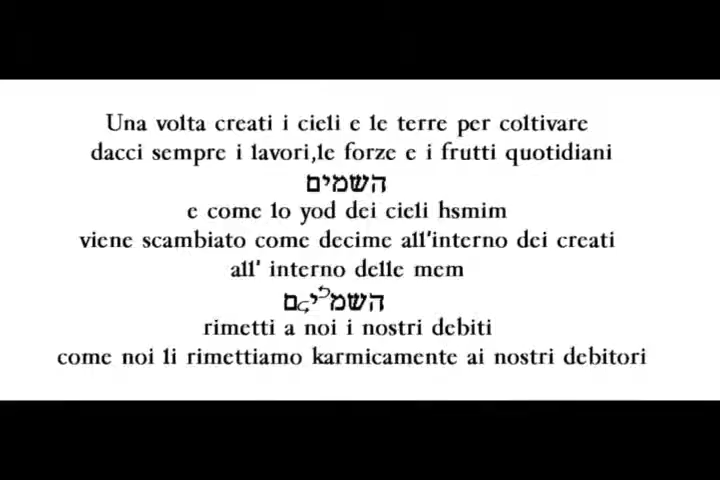 Una volta creati i cieli e le terre per coltivare
dacci sempre i lavori,le forze e i frutti quotidiani
השמים
e come lo yod dei cieli hsmim
viene scambiato come decime all'interno dei creati
all' interno delle mem
השמים
rimetti a noi i nostri debiti
come noi li rimettiamo karmicamente ai nostri debitori